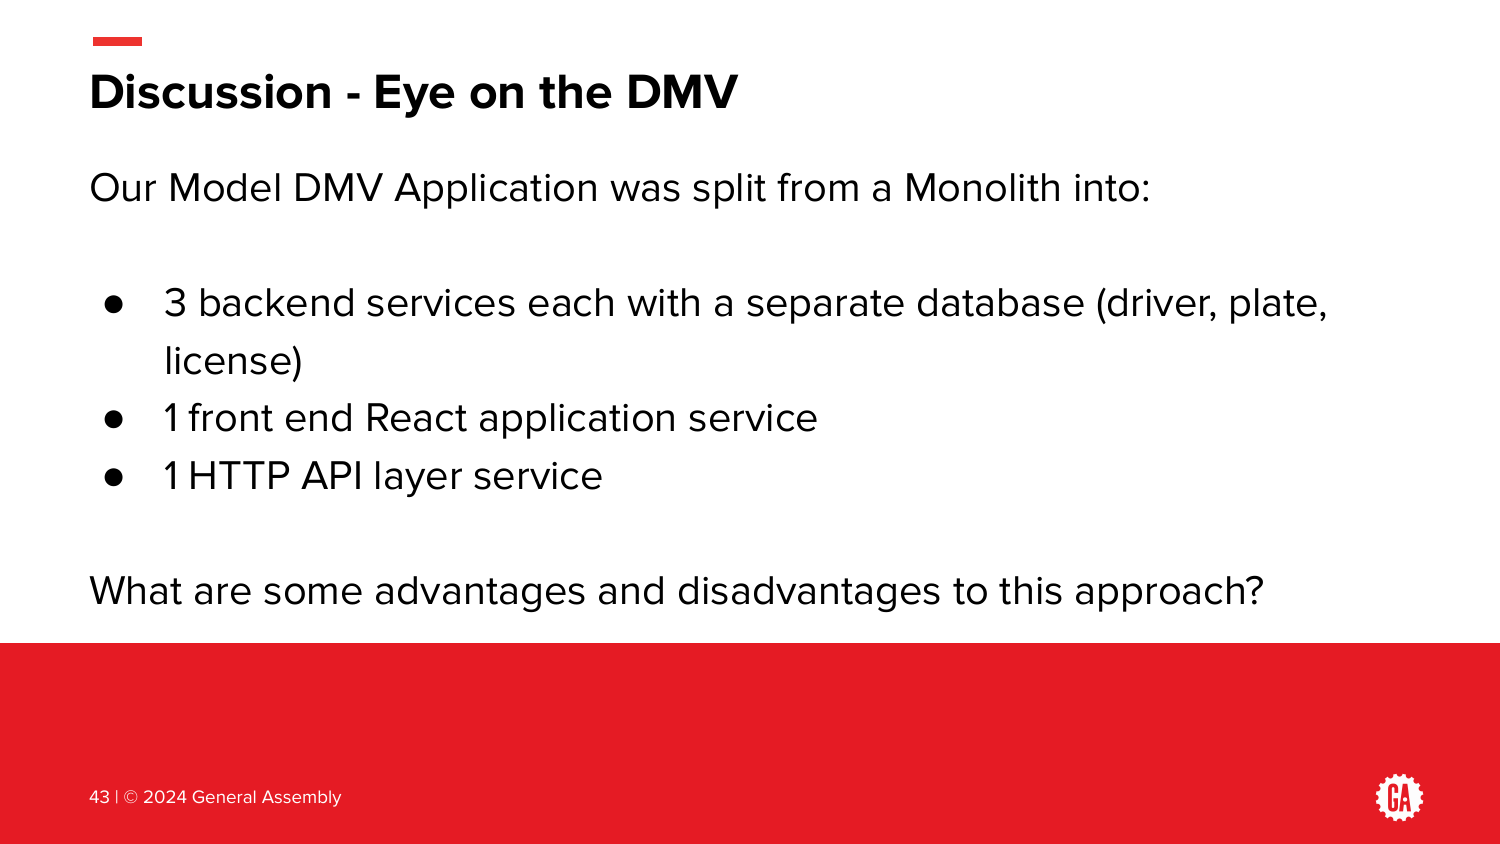 Discussion - Eye on the DMV
Our Model DMV Application was split from a Monolith into:
● 3 backend services each with a separate database (driver, plate,
license)
● 1 front end React application service
● 1 HTTP API layer service
What are some advantages and disadvantages to this approach?
43 | © 2024 General Assembly
GA